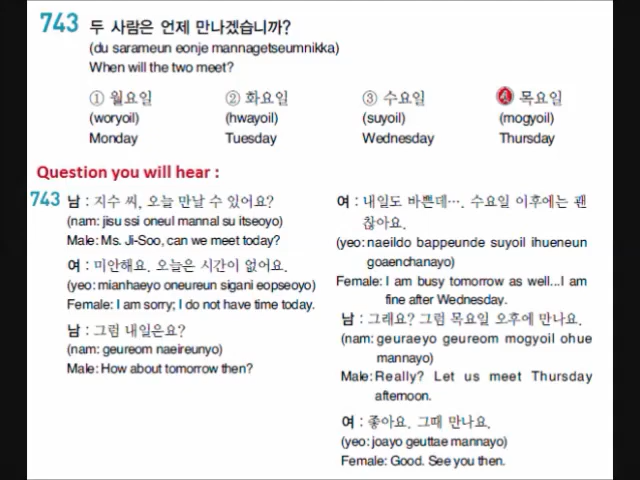 743 두 사람은 언제 만나겠습니까?
(du sarameun eonje mannagetseumnikka)
When will the two meet?
① 월요일 ② 화요일 ③ 수요일 ④ 목요일
(woryoil) (hwayoil) (suyoil) (mogyoil)
Monday Tuesday Wednesday Thursday
Question you will hear :
743 남 : 지수 씨, 오늘 만날 수 있어요?
(nam: jisu ssi oneul mannal su itseoyo)
Male: Ms. Ji-Soo, can we meet today?
여 : 미안해요. 오늘은 시간이 없어요.
(yeo: mianhaeyo oneureun sigani eopseoyo)
Female: I am sorry; I do not have time today.
남 : 그럼 내일은요?
(nam: geureom naeireunyo)
Male: How about tomorrow then?
여 : 내일도 바쁜데…. 수요일 이후에는 괜
찮아요.
(yeo: naeildo bappeunde suyoil ihueneun
goaenchanayo)
Female: I am busy tomorrow as well...I am
fine after Wednesday.
남 : 그래요? 그럼 목요일 오후에 만나요.
(nam: geuraeyo geureom mogyoil ohue
mannayo)
Male: Really? Let us meet Thursday
afternoon.
여 : 좋아요. 그때 만나요.
(yeo: joayo geuttae mannayo)
Female: Good. See you then.